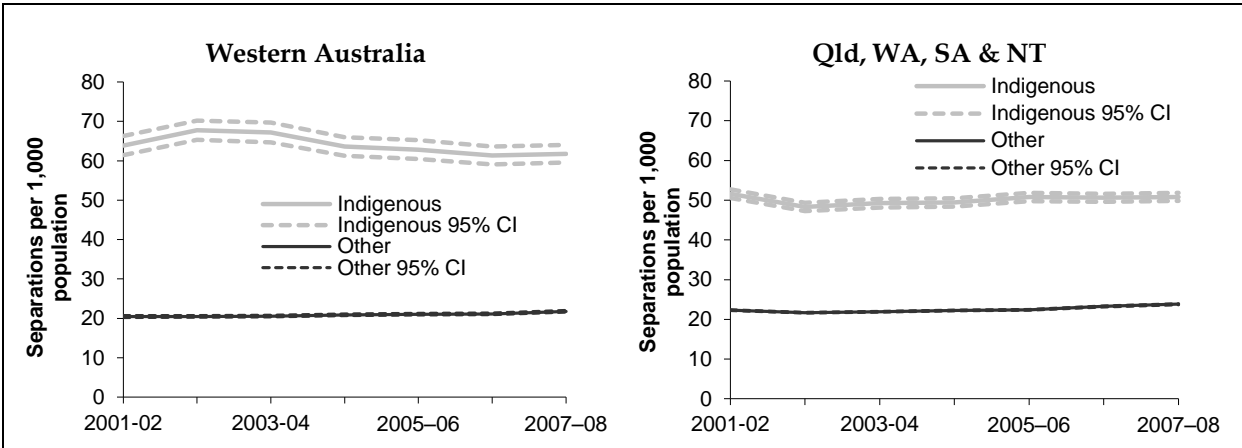 Western Australia
Separations per 1,000
population
80
70
60
50
40
30
20
10
0
Indigenous
Indigenous 95% CI
Other
Other 95% CI
2001-02
2003-04
2005–06
2007–08
Qld, WA, SA & NT
Separations per 1,000
population
80
70
60
50
40
30
20
10
0
Indigenous
Indigenous 95% CI
Other
Other 95% CI
2001-02
2003-04
2005–06
2007–08